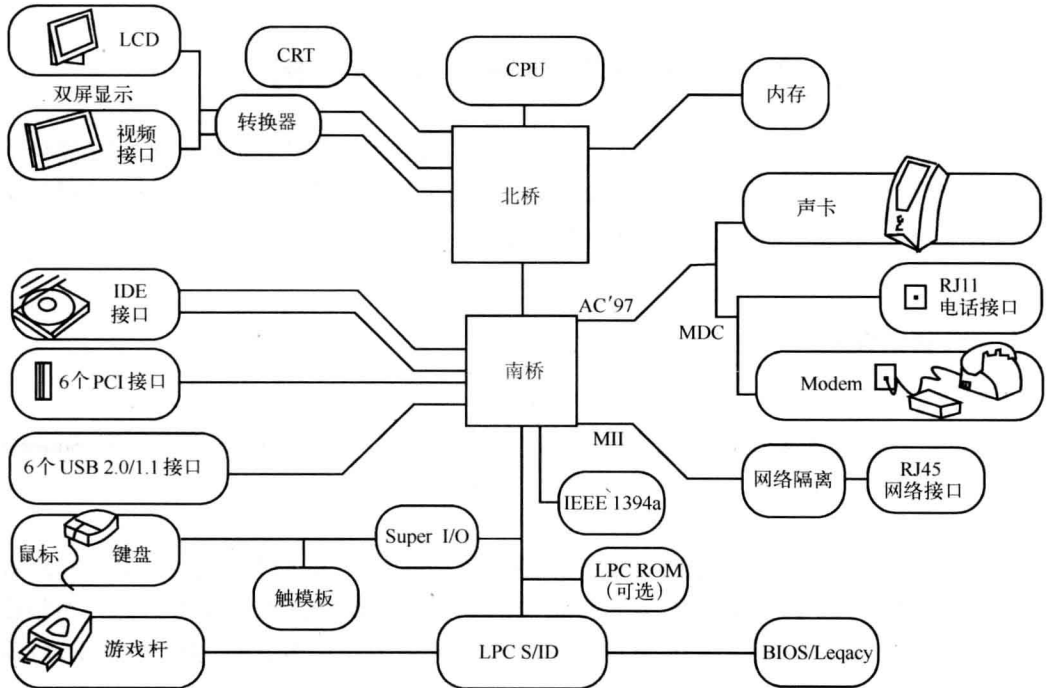 LCD
双屏显示
视频
接口
转换器
CRT
CPU
内存
北桥
声卡
IDE
接口
AC'97
MDC
RJ11
电话接口
6个PCI接口
南桥
Modem
MII
6个USB 2.0/1.1接口
网络隔离
RJ45
网络接口
IEEE 1394a
鼠标
键盘
Super I/O
触模板
LPC ROM
(可选)
游戏杆
LPC S/ID
BIOS/Leqacy